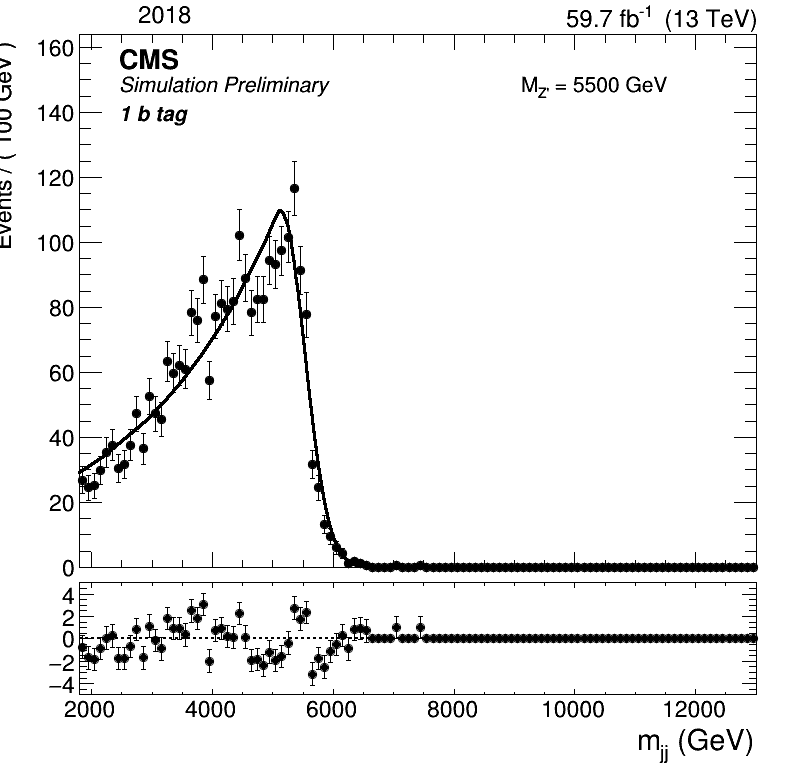 2018
59.7 fb⁻¹ (13 TeV)
CMS
Simulation Preliminary
1 b tag
M_Z' = 5500 GeV
Events / ( 100 GeV )
160
140
120
100
80
60
40
20
0
4
2
0
−2
−4
2000 4000 6000 8000 10000 12000
m_jj (GeV)